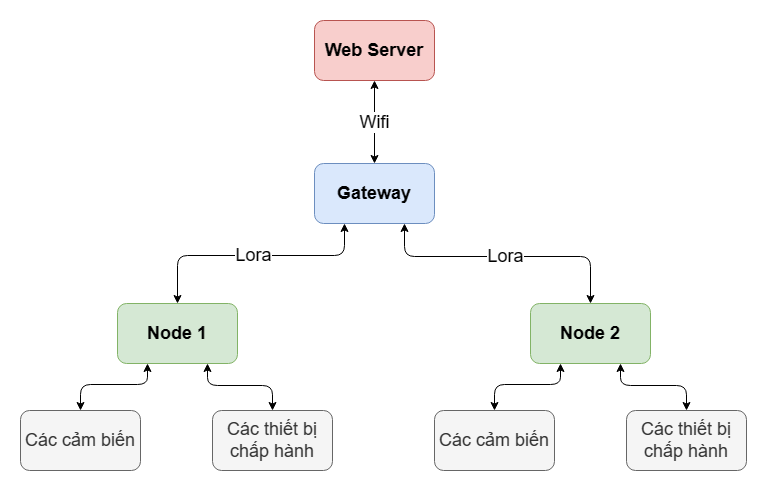 Web Server
Wifi
Gateway
Lora
Lora
Node 1
Node 2
Các cảm biến
Các thiết bị
chấp hành
Các cảm biến
Các thiết bị
chấp hành